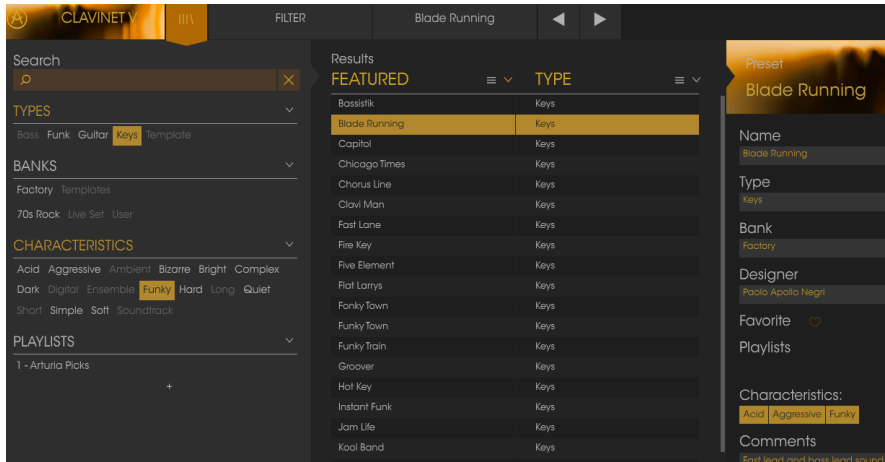 CLAVINET V
FILTER
Blade Running
Search
TYPES
Bass Funk Guitar Keys Template
BANKS
Factory Templates
70s Rock Live Set User
CHARACTERISTICS
Acid Aggressive Ambient Bizarre Bright Complex
Dark Digital Ensemble Funky Hard Long Quiet
Short Simple Soft Soundtrack
PLAYLISTS
1 - Arturia Picks
+
Results
FEATURED TYPE
Bassistik Keys
Blade Running Keys
Capitol Keys
Chicago Times Keys
Chorus Line Keys
Clavi Man Keys
Fast Lane Keys
Fire Key Keys
Five Element Keys
Flat Larrys Keys
Fonky Town Keys
Funky Town Keys
Funky Train Keys
Groover Keys
Hot Key Keys
Instant Funk Keys
Jam Life Keys
Kool Band Keys
Preset
Blade Running
Name
Blade Running
Type
Keys
Bank
Factory
Designer
Paolo Apollo Negri
Favorite
Playlists
Characteristics:
Acid Aggressive Funky
Comments
Fast lead and bass lead sound